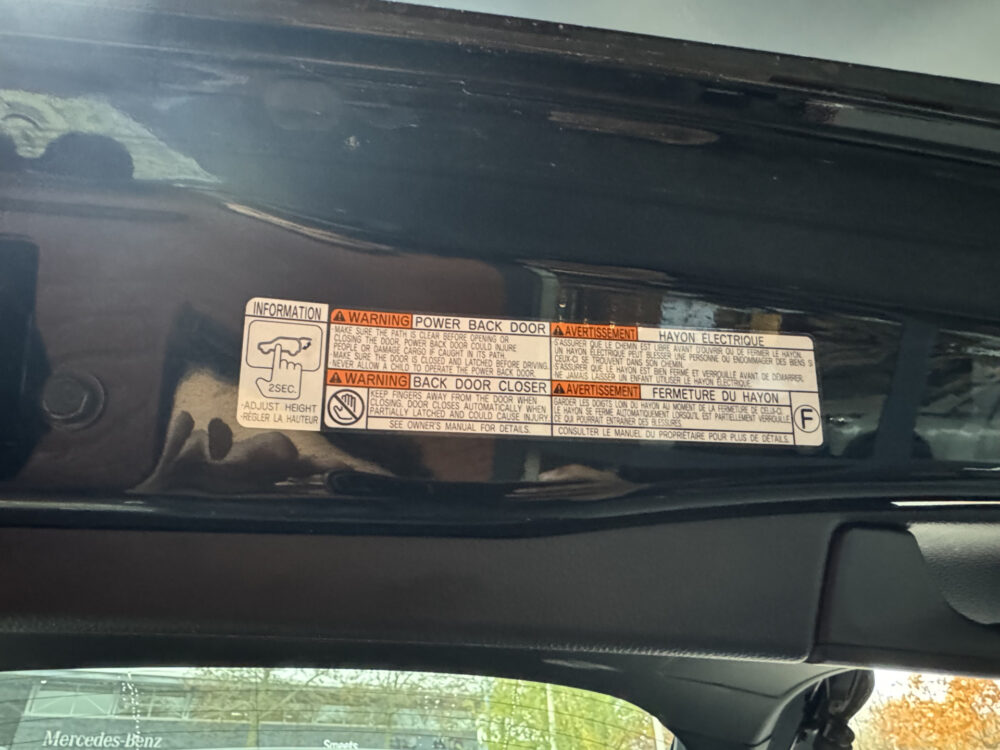 INFORMATION
2SEC.
·ADJUST HEIGHT
·RÉGLER LA HAUTEUR
WARNING POWER BACK DOOR
·MAKE SURE THE PATH IS CLEAR BEFORE OPENING OR
CLOSING THE DOOR. POWER BACK DOOR COULD INJURE
PEOPLE OR DAMAGE CARGO IF CAUGHT IN ITS PATH.
·MAKE SURE THE DOOR IS CLOSED AND LATCHED BEFORE DRIVING.
·NEVER ALLOW A CHILD TO OPERATE THE POWER BACK DOOR.
WARNING BACK DOOR CLOSER
KEEP FINGERS AWAY FROM THE DOOR WHEN
CLOSING. DOOR CLOSES AUTOMATICALLY WHEN
PARTIALLY LATCHED AND COULD CAUSE INJURY.
SEE OWNER'S MANUAL FOR DETAILS.
AVERTISSEMENT HAYON ÉLECTRIQUE
S'ASSURER QUE LE CHEMIN EST LIBRE AVANT D'OUVRIR OU DE FERMER LE HAYON.
UN HAYON ÉLECTRIQUE PEUT BLESSER UNE PERSONNE OU ENDOMMAGER DES BIENS SI
CEUX-CI SE TROUVENT DANS SON CHEMIN.
S'ASSURER QUE LE HAYON EST BIEN FERMÉ ET VERROUILLÉ AVANT DE DÉMARRER.
NE JAMAIS LAISSER UN ENFANT UTILISER LE HAYON ÉLECTRIQUE.
AVERTISSEMENT FERMETURE DU HAYON
GARDER LES DOIGTS LOIN DU HAYON AU MOMENT DE LA FERMETURE DE CELUI-CI.
LE HAYON SE FERME AUTOMATIQUEMENT LORSQU'IL EST PARTIELLEMENT VERROUILLÉ
CE QUI POURRAIT ENTRAÎNER DES BLESSURES.
CONSULTER LE MANUEL DU PROPRIÉTAIRE POUR PLUS DE DÉTAILS.
F
Mercedes-Benz
Smeets